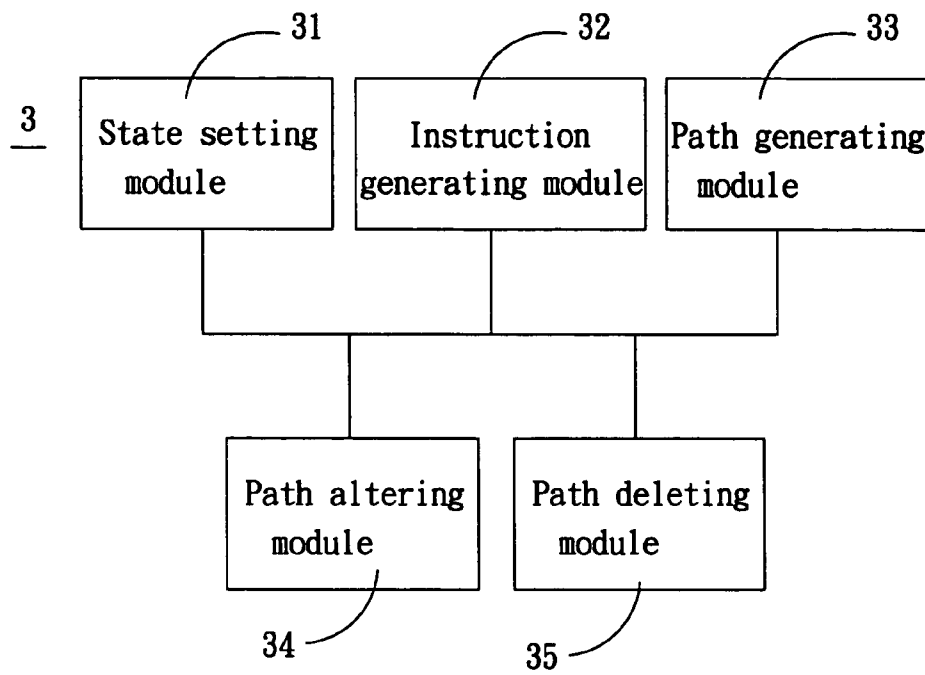 31
32
33
3
State setting
module
Instruction
generating module
Path generating
module
Path altering
module
Path deleting
module
34
35